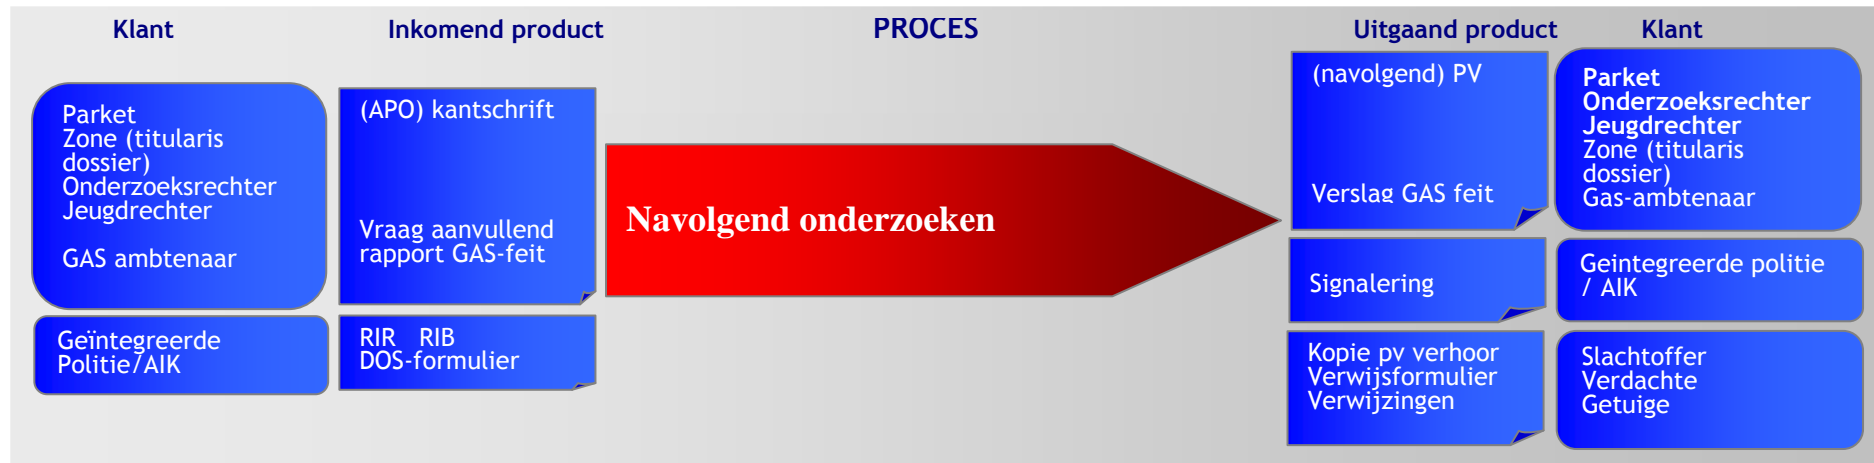 Klant
Inkomend product
PROCES
Uitgaand product
Klant
Parket
Zone (titularis
dossier)
Onderzoeksrechter
Jeugdrechter
GAS ambtenaar
(APO) kantschrift
Vraag aanvullend
rapport GAS-feit
Geïntegreerde
Politie/AIK
RIR RIB
DOS-formulier
Navolgend onderzoeken
(navolgend) PV
Verslag GAS feit
Parket
Onderzoeksrechter
Jeugdrechter
Zone (titularis
dossier)
Gas-ambtenaar
Signalering
Geintegreerde politie
/ AIK
Kopie pv verhoor
Verwijsformulier
Verwijzingen
Slachtoffer
Verdachte
Getuige